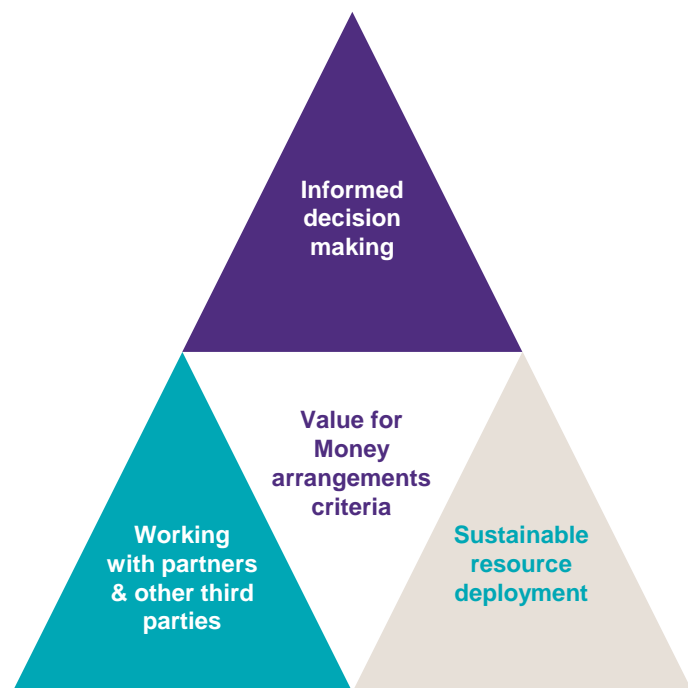 Informed
decision
making
Value for
Money
arrangements
criteria
Working
with partners
& other third
parties
Sustainable
resource
deployment